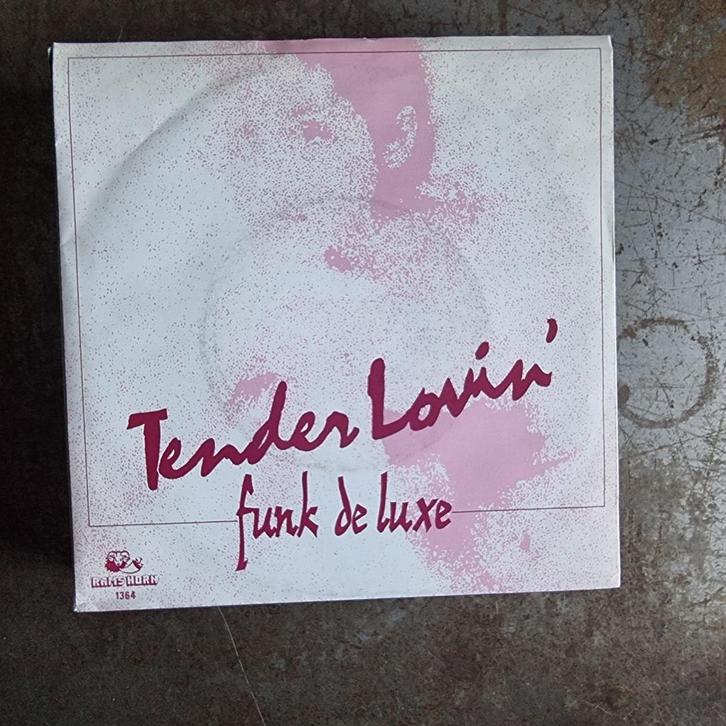 Tender Lovin'
funk de luxe
RAMS HORN
1364